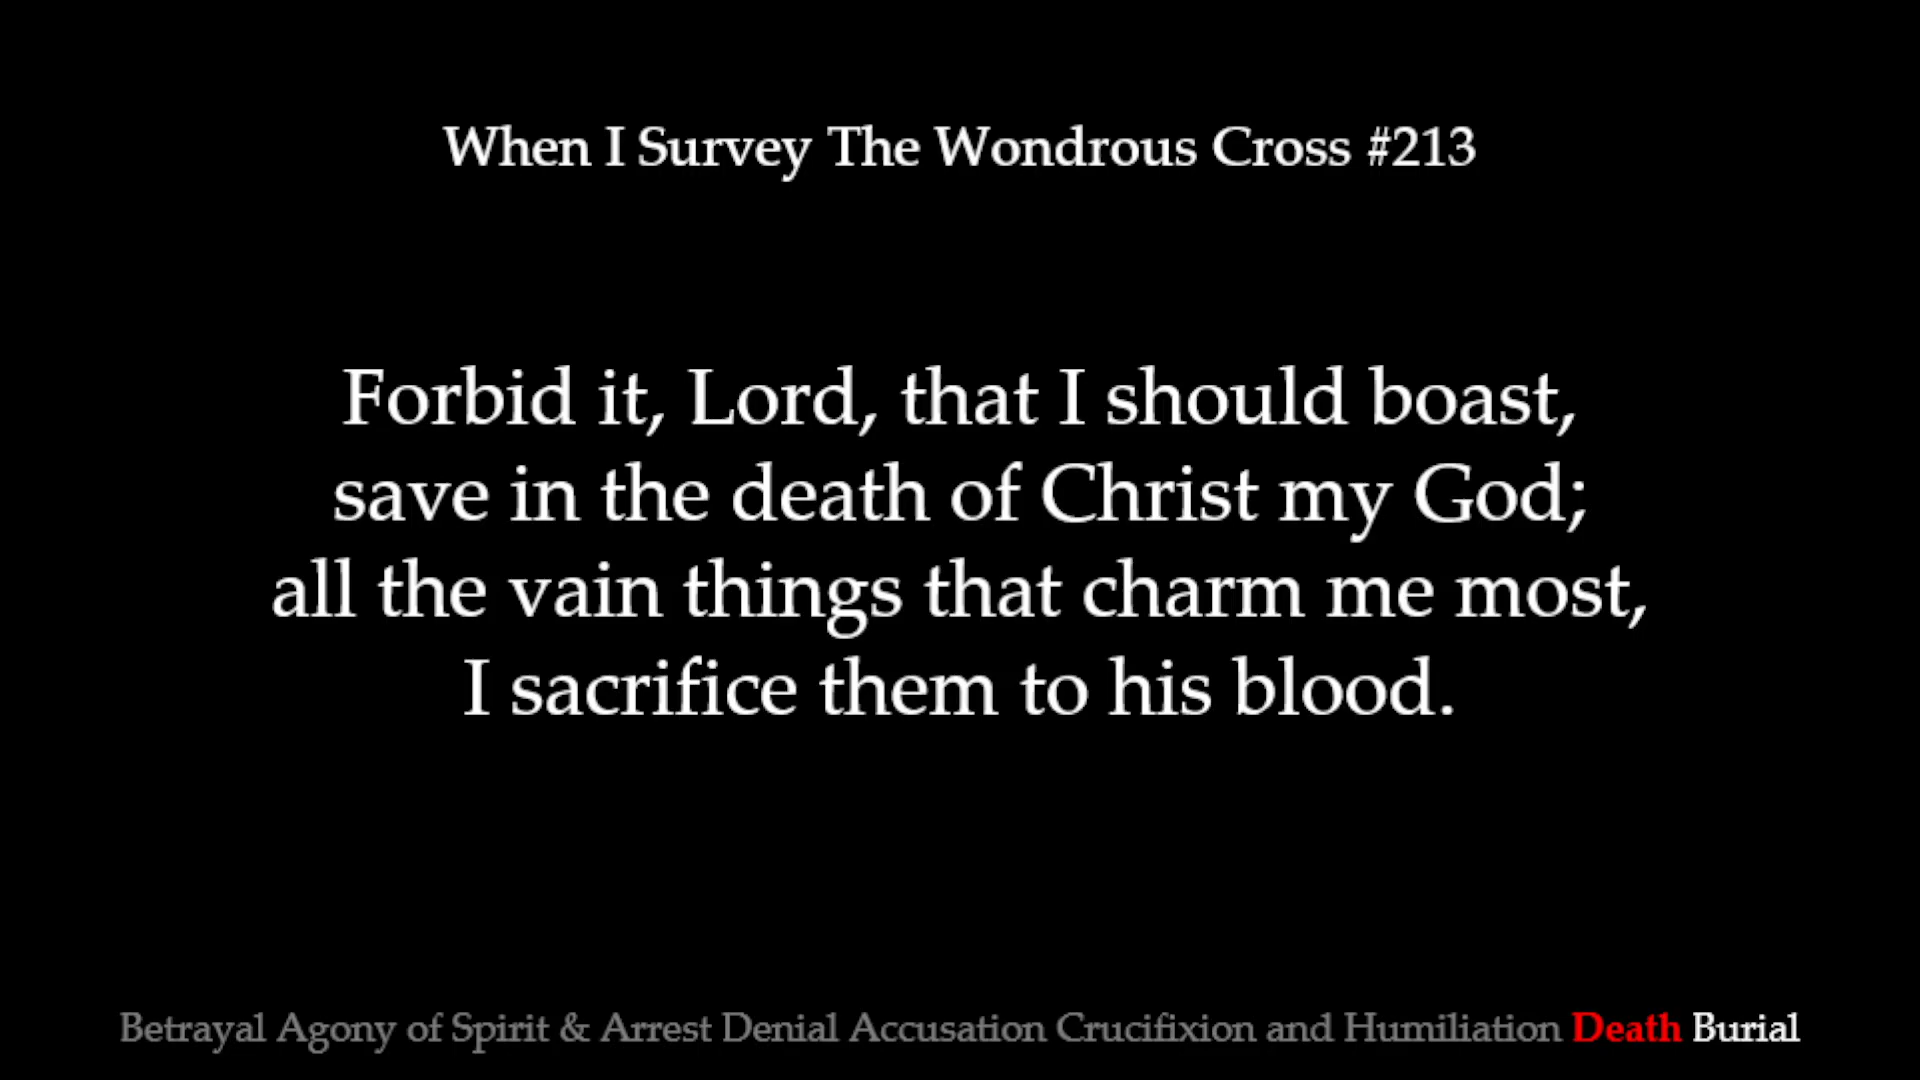 When I Survey The Wondrous Cross #213
Forbid it, Lord, that I should boast,
save in the death of Christ my God;
all the vain things that charm me most,
I sacrifice them to his blood.
Betrayal Agony of Spirit & Arrest Denial Accusation Crucifixion and Humiliation Death Burial